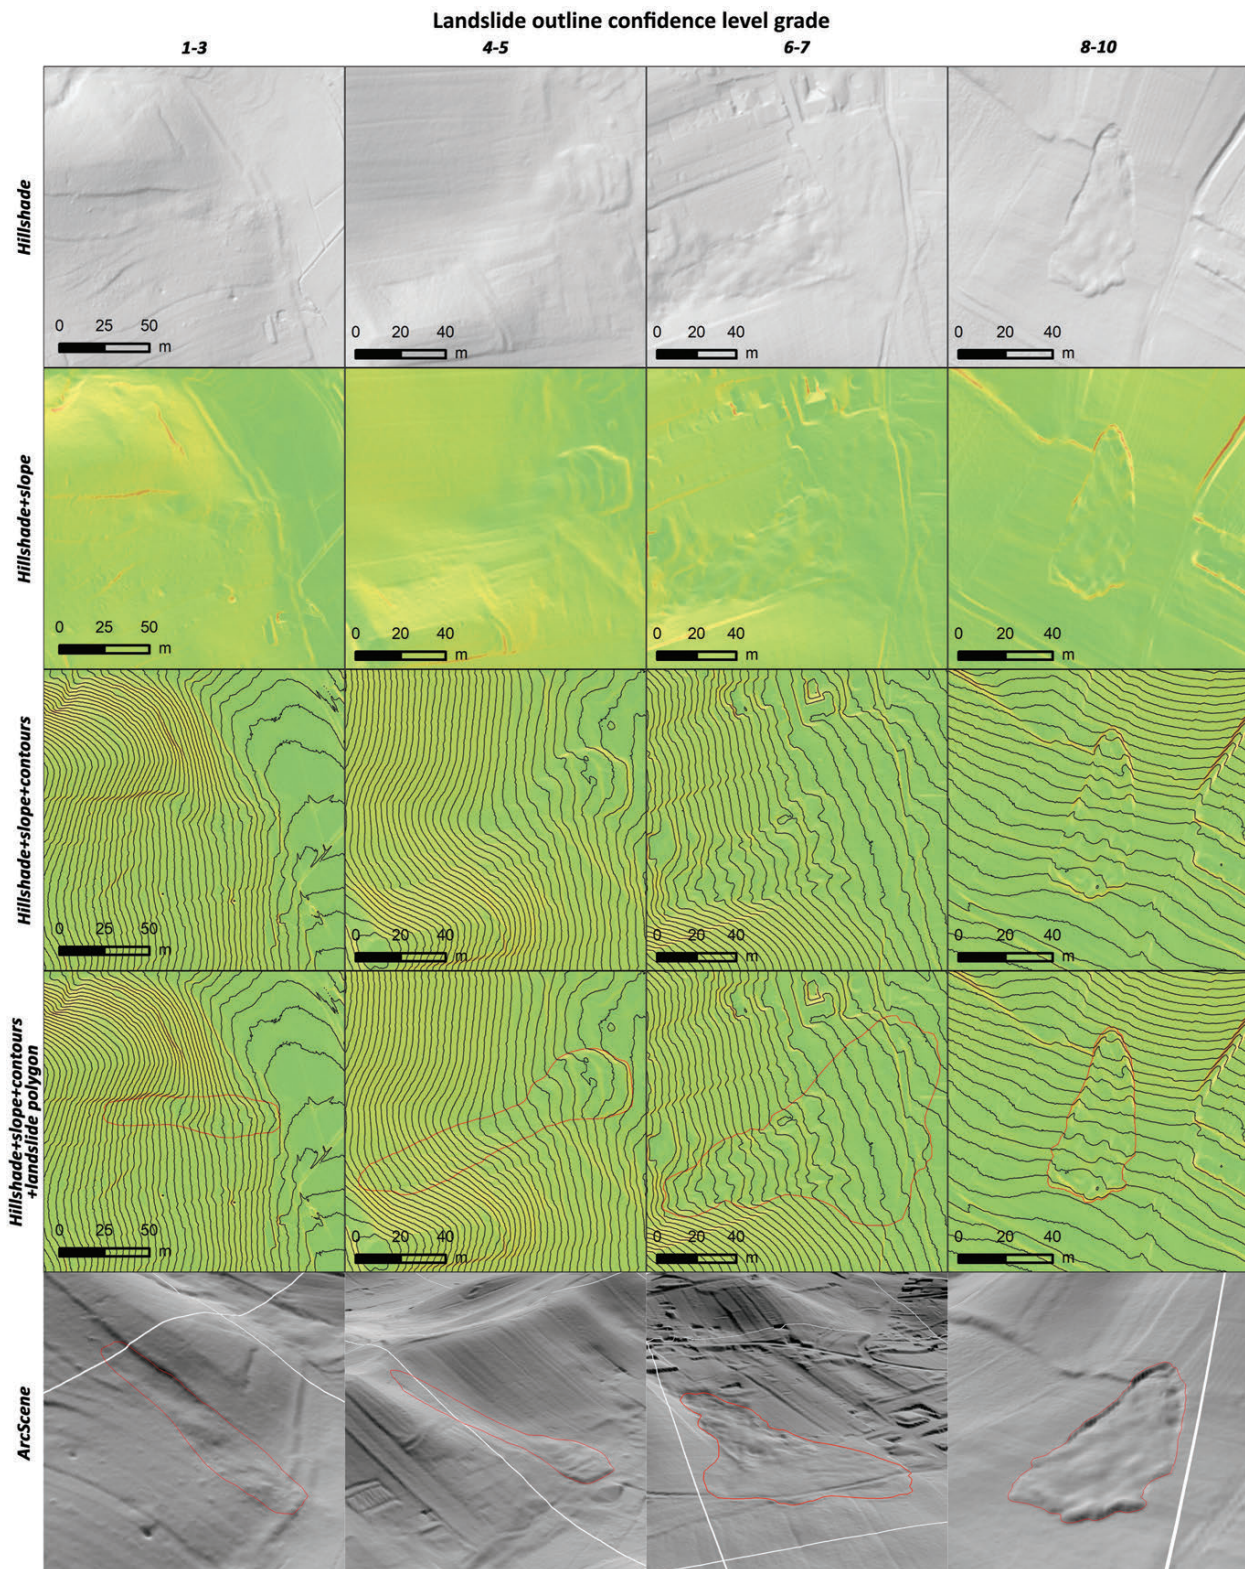 Landslide outline confidence level grade
1-3 4-5 6-7 8-10
Hillshade
0 25 50 m
0 20 40 m
0 20 40 m
0 20 40 m
Hillshade+slope
0 25 50 m
0 20 40 m
0 20 40 m
0 20 40 m
Hillshade+slope+contours
0 25 50 m
0 20 40 m
0 20 40 m
0 20 40 m
Hillshade+slope+contours
+landslide polygon
0 25 50 m
0 20 40 m
0 20 40 m
0 20 40 m
ArcScene